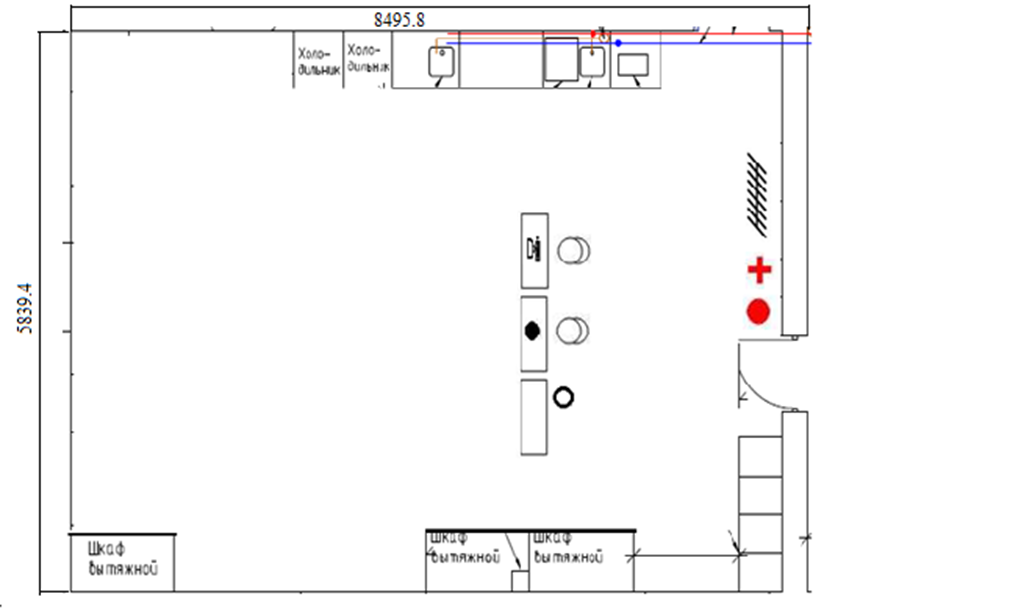 8495.8
Холо-
дильник
Холо-
дильник
5839.4
Шкаф
вытяжной
Шкаф
вытяжной
Шкаф
вытяжной